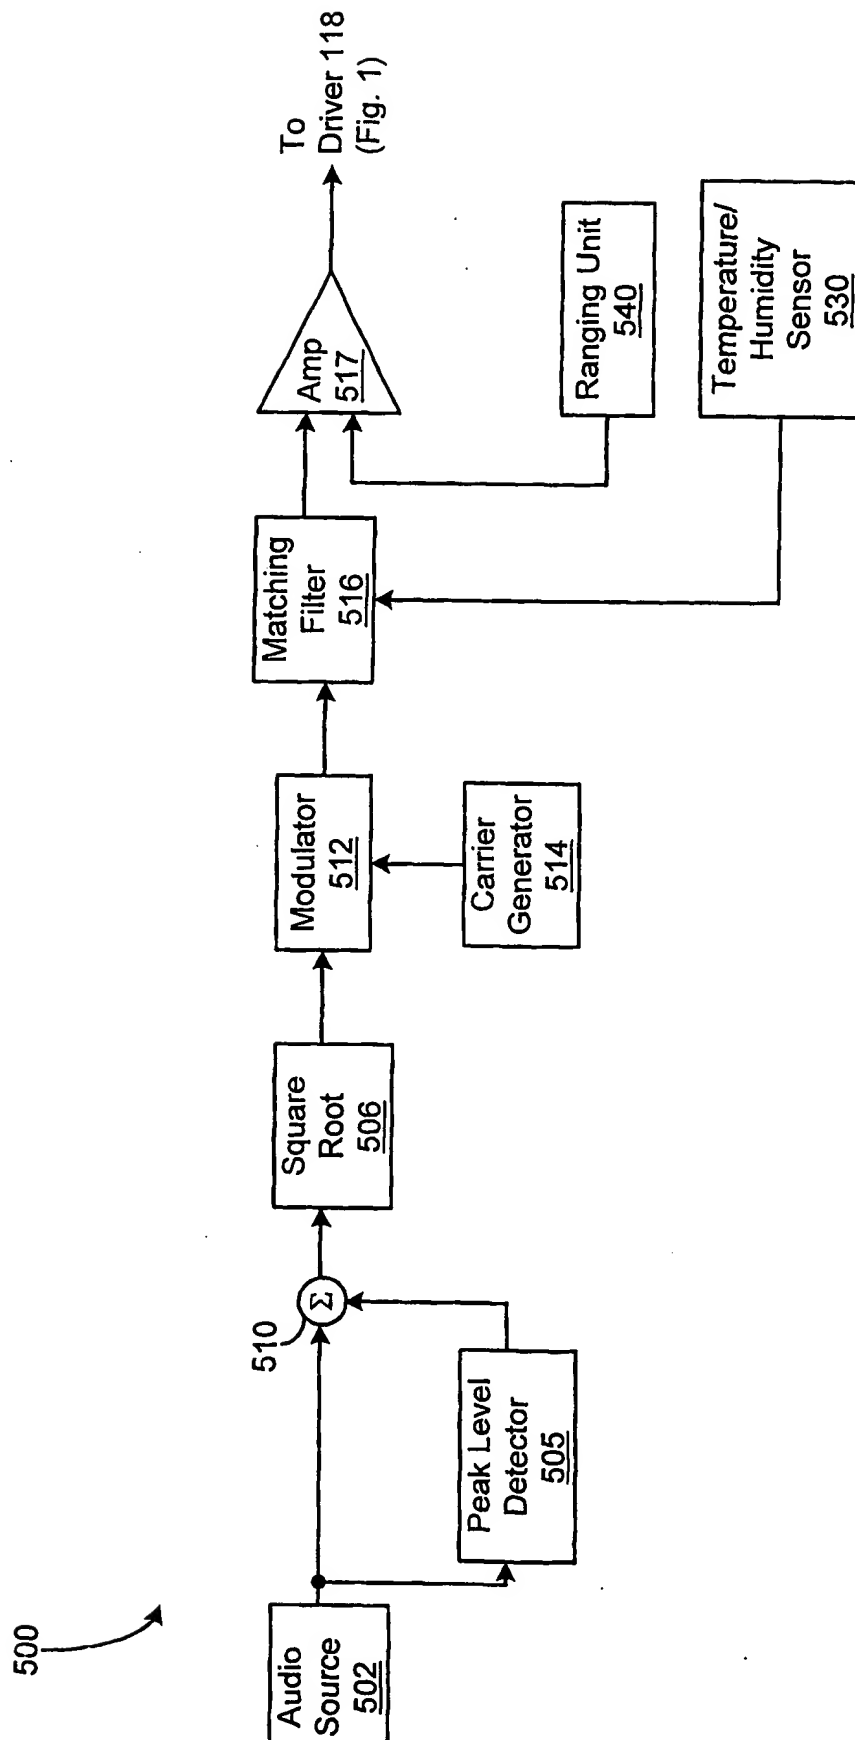 500
Audio
Source
502
Peak Level
Detector
505
510
Σ
Square
Root
506
Modulator
512
Carrier
Generator
514
Matching
Filter
516
Amp
517
To
Driver 118
(Fig. 1)
Ranging Unit
540
Temperature/
Humidity
Sensor
530